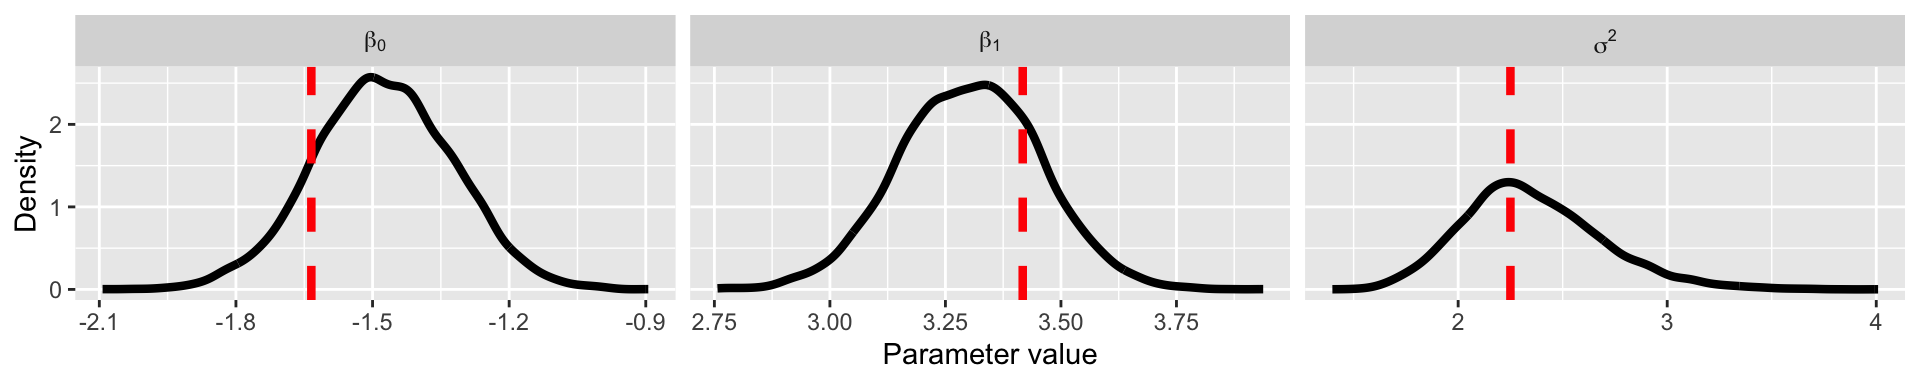 β₀ β₁ σ²
Density
2
1
0
-2.1 -1.8 -1.5 -1.2 -0.9 2.75 3.00 3.25 3.50 3.75 2 3 4
Parameter value